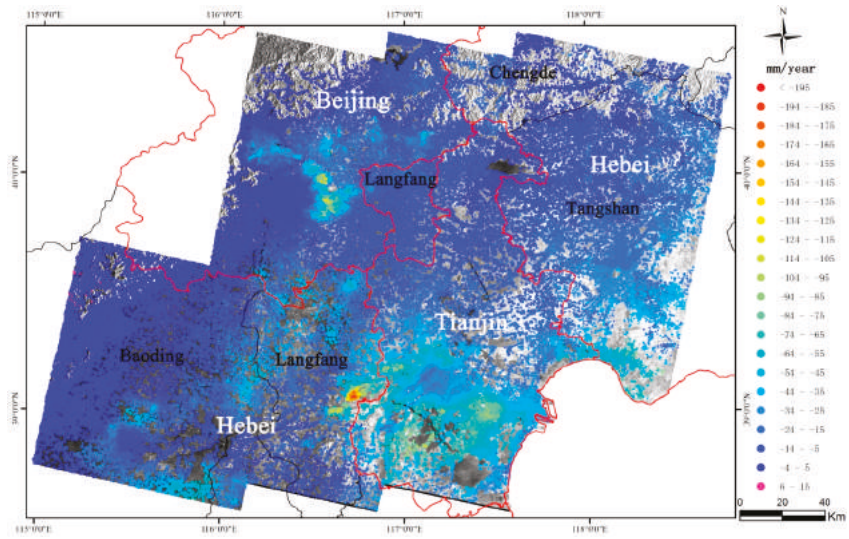 115°0'0"E 116°0'0"E 117°0'0"E 118°0'0"E
N
Chengde
Beijing
Hebei
40°0'0"N
Langfang
40°0'0"N
Tangshan
Tianjin
Baoding
Langfang
39°0'0"N
Hebei
39°0'0"N
115°0'0"E 116°0'0"E 117°0'0"E 118°0'0"E
mm/year
< -195
-194 - -185
-184 - -175
-174 - -165
-164 - -155
-154 - -145
-144 - -135
-134 - -125
-124 - -115
-114 - -105
-104 - -95
-94 - -85
-84 - -75
-74 - -65
-64 - -55
-54 - -45
-44 - -35
-34 - -25
-24 - -15
-14 - -5
-4 - 5
6 - 15
0 20 40
Km